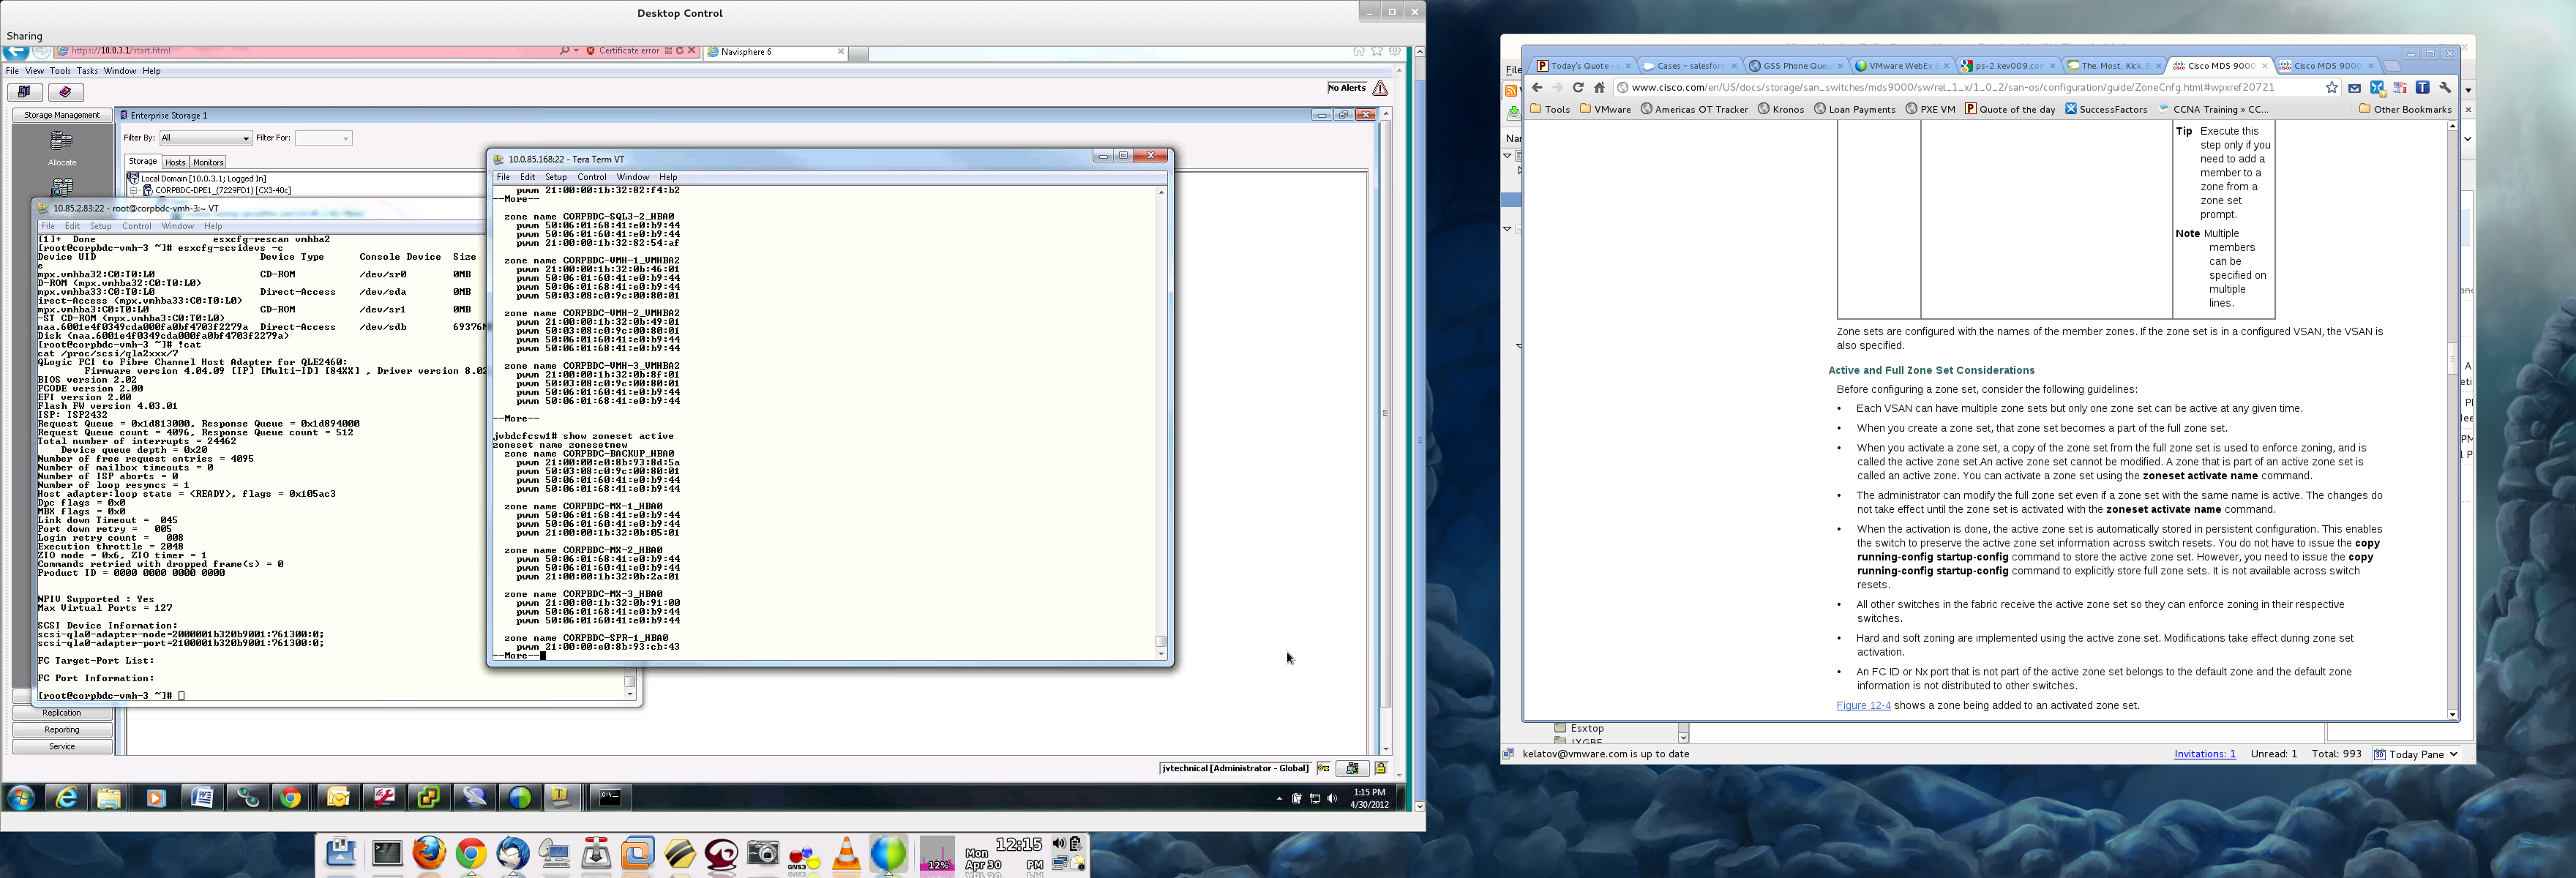 Desktop Control
Sharing
https://10.0.3.1/start.html
Certificate error
Navisphere 6
File View Tools Tasks Window Help
No Alerts
Storage Management
Allocate
Enterprise Storage 1
Filter By: All Filter For:
Storage Hosts Monitors
Local Domain [10.0.3.1; Logged In]
CORPBDC-DPE1_(7229FD1) [CX3-40c]
10.85.2.83:22 - root@corpbdc-vmh-3:~ VT
File Edit Setup Control Window Help
[1]+ Done esxcfg-rescan vmhba2
[root@corpbdc-vmh-3 ~]# esxcfg-scsidevs -c
Device UID Device Type Console Device Size
e
mpx.vmhba32:C0:T0:L0 CD-ROM /dev/sr0 0MB
D-ROM (mpx.vmhba32:C0:T0:L0)
mpx.vmhba33:C0:T0:L0 Direct-Access /dev/sda 0MB
irect-Access (mpx.vmhba33:C0:T0:L0)
mpx.vmhba3:C0:T0:L0 CD-ROM /dev/sr1 0MB
-ST CD-ROM (mpx.vmhba3:C0:T0:L0)
naa.6001e4f0349cda000fa0bf4703f2279a Direct-Access /dev/sdb 69376M
Disk (naa.6001e4f0349cda000fa0bf4703f2279a)
[root@corpbdc-vmh-3 ~]# !cat
cat /proc/scsi/qla2xxx/7
QLogic PCI to Fibre Channel Host Adapter for QLE2460:
Firmware version 4.04.09 [IP] [Multi-ID] [84XX] , Driver version 8.02
BIOS version 2.02
FCODE version 2.00
EFI version 2.00
Flash FW version 4.03.01
ISP: ISP2432
Request Queue = 0x1d813000, Response Queue = 0x1d894000
Request Queue count = 4096, Response Queue count = 512
Total number of interrupts = 24462
Device queue depth = 0x20
Number of free request entries = 4095
Number of mailbox timeouts = 0
Number of ISP aborts = 0
Number of loop resyncs = 1
Host adapter:loop state = <READY>, flags = 0x105ac3
Dpc flags = 0x0
MBX flags = 0x0
Link down Timeout = 045
Port down retry = 005
Login retry count = 008
Execution throttle = 2048
ZIO mode = 0x6, ZIO timer = 1
Commands retried with dropped frame(s) = 0
Product ID = 0000 0000 0000 0000
NPIV Supported : Yes
Max Virtual Ports = 127
SCSI Device Information:
scsi-qla0-adapter-node=2000001b320b9001:761300:0;
scsi-qla0-adapter-port=2100001b320b9001:761300:0;
FC Target-Port List:
FC Port Information:
[root@corpbdc-vmh-3 ~]#
Replication
Reporting
Service
10.0.85.168:22 - Tera Term VT
File Edit Setup Control Window Help
pwwn 21:00:00:1b:32:82:f4:b2
--More--
zone name CORPBDC-SQL3-2_HBA0
pwwn 50:06:01:68:41:e0:b9:44
pwwn 50:06:01:60:41:e0:b9:44
pwwn 21:00:00:1b:32:82:54:af
zone name CORPBDC-VMH-1_VMHBA2
pwwn 21:00:00:1b:32:0b:46:01
pwwn 50:06:01:60:41:e0:b9:44
pwwn 50:06:01:68:41:e0:b9:44
pwwn 50:03:08:c0:9c:00:80:01
zone name CORPBDC-VMH-2_VMHBA2
pwwn 21:00:00:1b:32:0b:49:01
pwwn 50:03:08:c0:9c:00:80:01
pwwn 50:06:01:60:41:e0:b9:44
pwwn 50:06:01:68:41:e0:b9:44
zone name CORPBDC-VMH-3_VMHBA2
pwwn 21:00:00:1b:32:0b:8f:01
pwwn 50:03:08:c0:9c:00:80:01
pwwn 50:06:01:60:41:e0:b9:44
pwwn 50:06:01:68:41:e0:b9:44
--More--
jvbdcfcsw1# show zoneset active
zoneset name zonesetnew
zone name CORPBDC-BACKUP_HBA0
pwwn 21:00:00:e0:8b:93:8d:5a
pwwn 50:03:08:c0:9c:00:80:01
pwwn 50:06:01:60:41:e0:b9:44
pwwn 50:06:01:68:41:e0:b9:44
zone name CORPBDC-MX-1_HBA0
pwwn 50:06:01:68:41:e0:b9:44
pwwn 50:06:01:60:41:e0:b9:44
pwwn 21:00:00:1b:32:0b:05:01
zone name CORPBDC-MX-2_HBA0
pwwn 50:06:01:68:41:e0:b9:44
pwwn 50:06:01:60:41:e0:b9:44
pwwn 21:00:00:1b:32:0b:2a:01
zone name CORPBDC-MX-3_HBA0
pwwn 21:00:00:1b:32:0b:91:00
pwwn 50:06:01:60:41:e0:b9:44
pwwn 50:06:01:68:41:e0:b9:44
zone name CORPBDC-SPR-1_HBA0
pwwn 21:00:00:e0:8b:93:cb:43
--More--
jvtechnical [Administrator - Global]
1:15 PM
4/30/2012
GNS3
12%
Mon 12:15
Apr 30 PM
Today's Quote - Cases - salesforc GSS Phone Queu VMware WebEx E ps-2.kev009.com The. Most. Kick. B Cisco MDS 9000 Cisco MDS 9000
www.cisco.com/en/US/docs/storage/san_switches/mds9000/sw/rel_1_x/1_0_2/san-os/configuration/guide/ZoneCnfg.html#wpxref20721
Tools VMware Americas OT Tracker Kronos Loan Payments PXE VM Quote of the day SuccessFactors CCNA Training » CC... Other Bookmarks
Tip Execute this
step only if you
need to add a
member to a
zone from a
zone set
prompt.
Note Multiple
members
can be
specified on
multiple
lines.
Zone sets are configured with the names of the member zones. If the zone set is in a configured VSAN, the VSAN is
also specified.
Active and Full Zone Set Considerations
Before configuring a zone set, consider the following guidelines:
• Each VSAN can have multiple zone sets but only one zone set can be active at any given time.
• When you create a zone set, that zone set becomes a part of the full zone set.
• When you activate a zone set, a copy of the zone set from the full zone set is used to enforce zoning, and is
called the active zone set.An active zone set cannot be modified. A zone that is part of an active zone set is
called an active zone. You can activate a zone set using the zoneset activate name command.
• The administrator can modify the full zone set even if a zone set with the same name is active. The changes do
not take effect until the zone set is activated with the zoneset activate name command.
• When the activation is done, the active zone set is automatically stored in persistent configuration. This enables
the switch to preserve the active zone set information across switch resets. You do not have to issue the copy
running-config startup-config command to store the active zone set. However, you need to issue the copy
running-config startup-config command to explicitly store full zone sets. It is not available across switch
resets.
• All other switches in the fabric receive the active zone set so they can enforce zoning in their respective
switches.
• Hard and soft zoning are implemented using the active zone set. Modifications take effect during zone set
activation.
• An FC ID or Nx port that is not part of the active zone set belongs to the default zone and the default zone
information is not distributed to other switches.
Figure 12-4 shows a zone being added to an activated zone set.
Esxtop
IXGBE
kelatov@vmware.com is up to date
Invitations: 1 Unread: 1 Total: 993 Today Pane